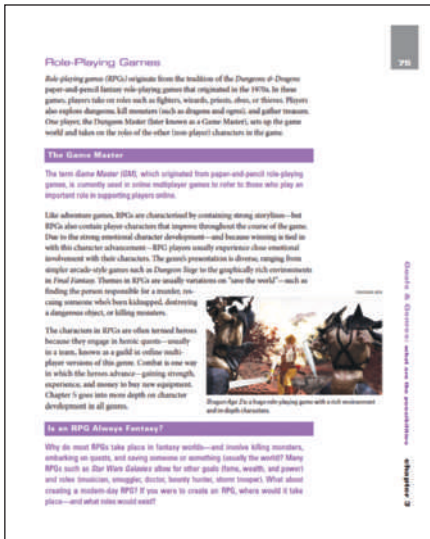 Role-Playing Games
75
Role-playing games (RPGs) originate from the tradition of the Dungeons & Dragons
paper-and-pencil fantasy role-playing games that originated in the 1970s. In these
games, players take on roles such as fighters, wizards, priests, elves, or thieves. Players
also explore dungeons, kill monsters (such as dragons and ogres), and gather treasure.
One player, the Dungeon Master (later known as a Game Master), sets up the game
world and takes on the roles of the other (non-player) characters in the game.
The Game Master
The term Game Master (GM), which originated from paper-and-pencil role-playing
games, is currently used in online multiplayer games to refer to those who play an
important role in supporting players online.
Like adventure games, RPGs are characterized by containing strong storylines—but
RPGs also contain player-characters that improve throughout the course of the game.
Due to the strong emotional character development—and because winning is tied in
with this character advancement—RPG players usually experience close emotional
involvement with their characters. The genre's presentation is diverse, ranging from
simpler arcade-style games such as Dungeon Siege to the graphically rich environments
in Final Fantasy. Themes in RPGs are usually variations on "save the world"—such as
finding the person responsible for a murder, res-
cuing someone who's been kidnapped, destroying
a dangerous object, or killing monsters.
The characters in RPGs are often termed heroes
because they engage in heroic quests—usually
in a team, known as a guild in online multi-
player versions of this genre. Combat is one way
in which the heroes advance—gaining strength,
experience, and money to buy new equipment.
Chapter 5 goes into more depth on character
development in all genres.
Dragon Age II: a huge role-playing game with a rich environment
and in-depth characters.
Is an RPG Always Fantasy?
Why do most RPGs take place in fantasy worlds—and involve killing monsters,
embarking on quests, and saving someone or something (usually the world)? Many
RPGs such as Star Wars Galaxies allow for other goals (fame, wealth, and power)
and roles (musician, smuggler, doctor, bounty hunter, storm trooper). What about
creating a modern-day RPG? If you were to create an RPG, where would it take
place—and what roles would exist?
Goals & Genres: what are the possibilities
chapter 3